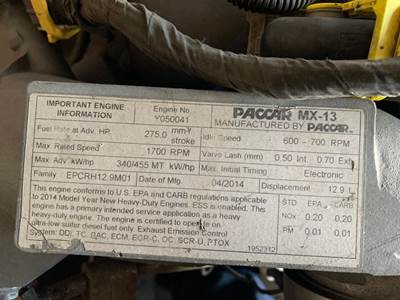 IMPORTANT ENGINE INFORMATION
Engine No Y050041
PACCAR MX-13
MANUFACTURED BY PACCAR
Fuel Rate at Adv. HP. 275.0 mm³/ stroke
Idle Speed 600 - 700 RPM
Max. Rated Speed 1700 RPM
Valve Lash (mm) 0.50 Int. 0.70 Exh
Max. Adv kW/hp 340/455 MT kW/hp
Max. Initial Timing Electronic
Family EPCRH12.9M01
Date of Mfg. 04/2014
Displacement 12.9 L
This engine conforms to U.S. EPA and CARB regulations applicable
to 2014 Model Year New Heavy-Duty Engines. ESS is enabled. This
engine has a primary intended service application as a heavy
heavy-duty engine. The engine is certified to operate on
ultra-low sulfur diesel fuel only. Exhaust Emission Control
System: DDI, TC, CAC, ECM, EGR-C, OC, SCR-U, PTOX
STD EPA CARB
NOx 0.20 0.20
PM 0.01 0.01